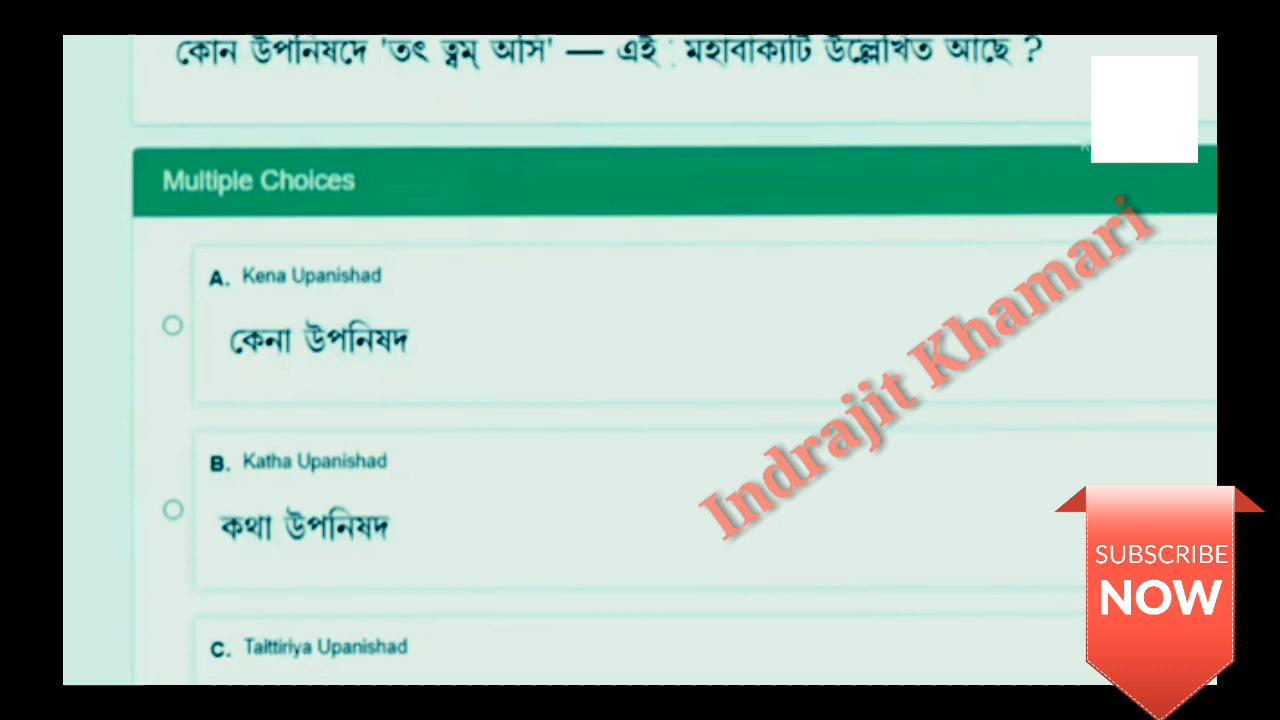 কোন উপনিষদে 'তৎ ত্বম্ অসি' — এই : মহাবাক্যটি উল্লেখিত আছে ?
Multiple Choices
A. Kena Upanishad
কেনা উপনিষদ
B. Katha Upanishad
কথা উপনিষদ
C. Taittiriya Upanishad
Indrajit Khamari
SUBSCRIBE
NOW